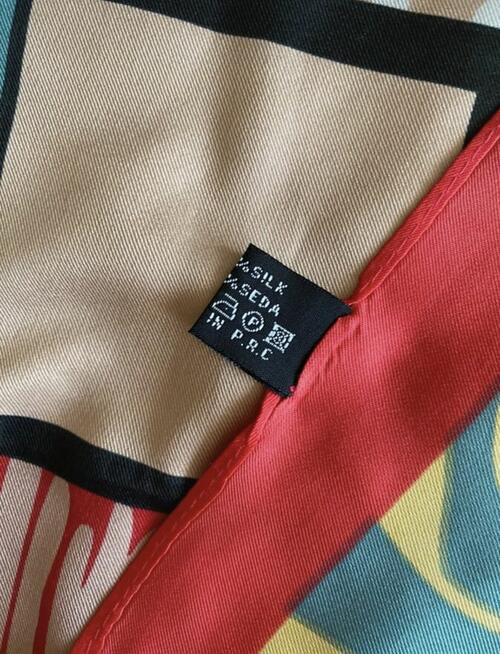 % SILK
% SEDA
P
IN P.R.C